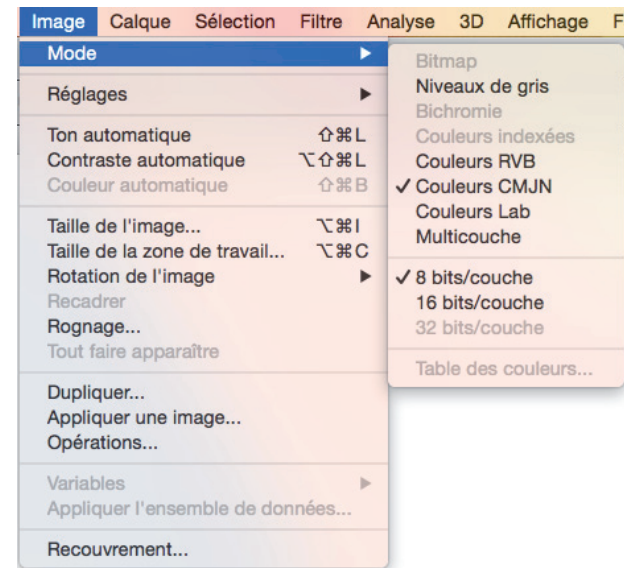 Image Calque Sélection Filtre Analyse 3D Affichage F
Mode ▶
Réglages ▶
Ton automatique ⇧⌘L
Contraste automatique ⌥⇧⌘L
Couleur automatique ⇧⌘B
Taille de l'image... ⌥⌘I
Taille de la zone de travail... ⌥⌘C
Rotation de l'image ▶
Recadrer
Rognage...
Tout faire apparaître
Dupliquer...
Appliquer une image...
Opérations...
Variables ▶
Appliquer l'ensemble de données...
Recouvrement...
Bitmap
Niveaux de gris
Bichromie
Couleurs indexées
Couleurs RVB
✓ Couleurs CMJN
Couleurs Lab
Multicouche
✓ 8 bits/couche
16 bits/couche
32 bits/couche
Table des couleurs...